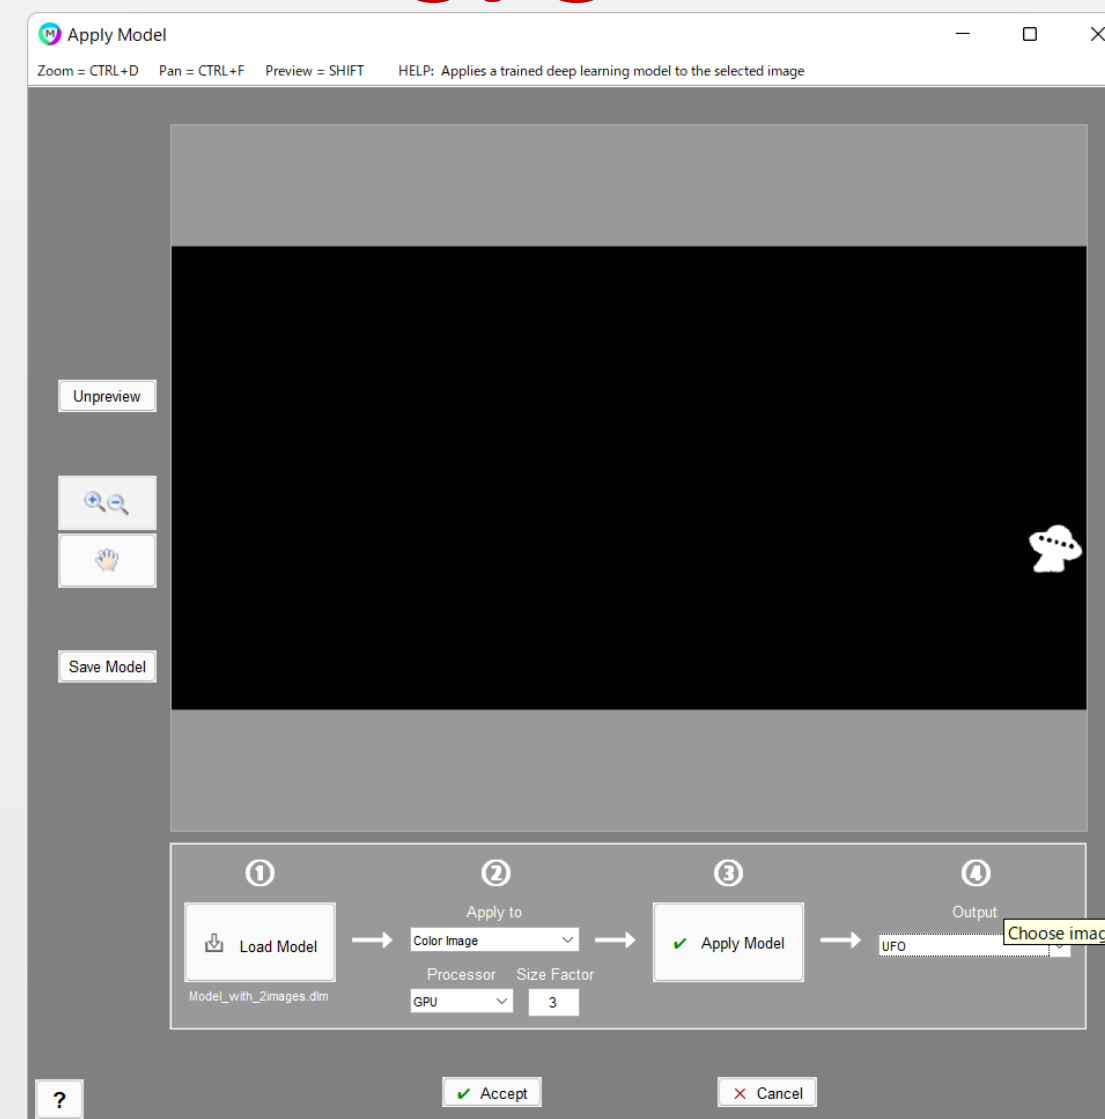 Apply Model
Zoom = CTRL+D Pan = CTRL+F Preview = SHIFT HELP: Applies a trained deep learning model to the selected image
Unpreview
Save Model
① ② ③ ④
Apply to
Output
Load Model
Color Image
Apply Model
UFO
Choose imag
Processor Size Factor
Model_with_2images.dlm
GPU
3
?
Accept
Cancel